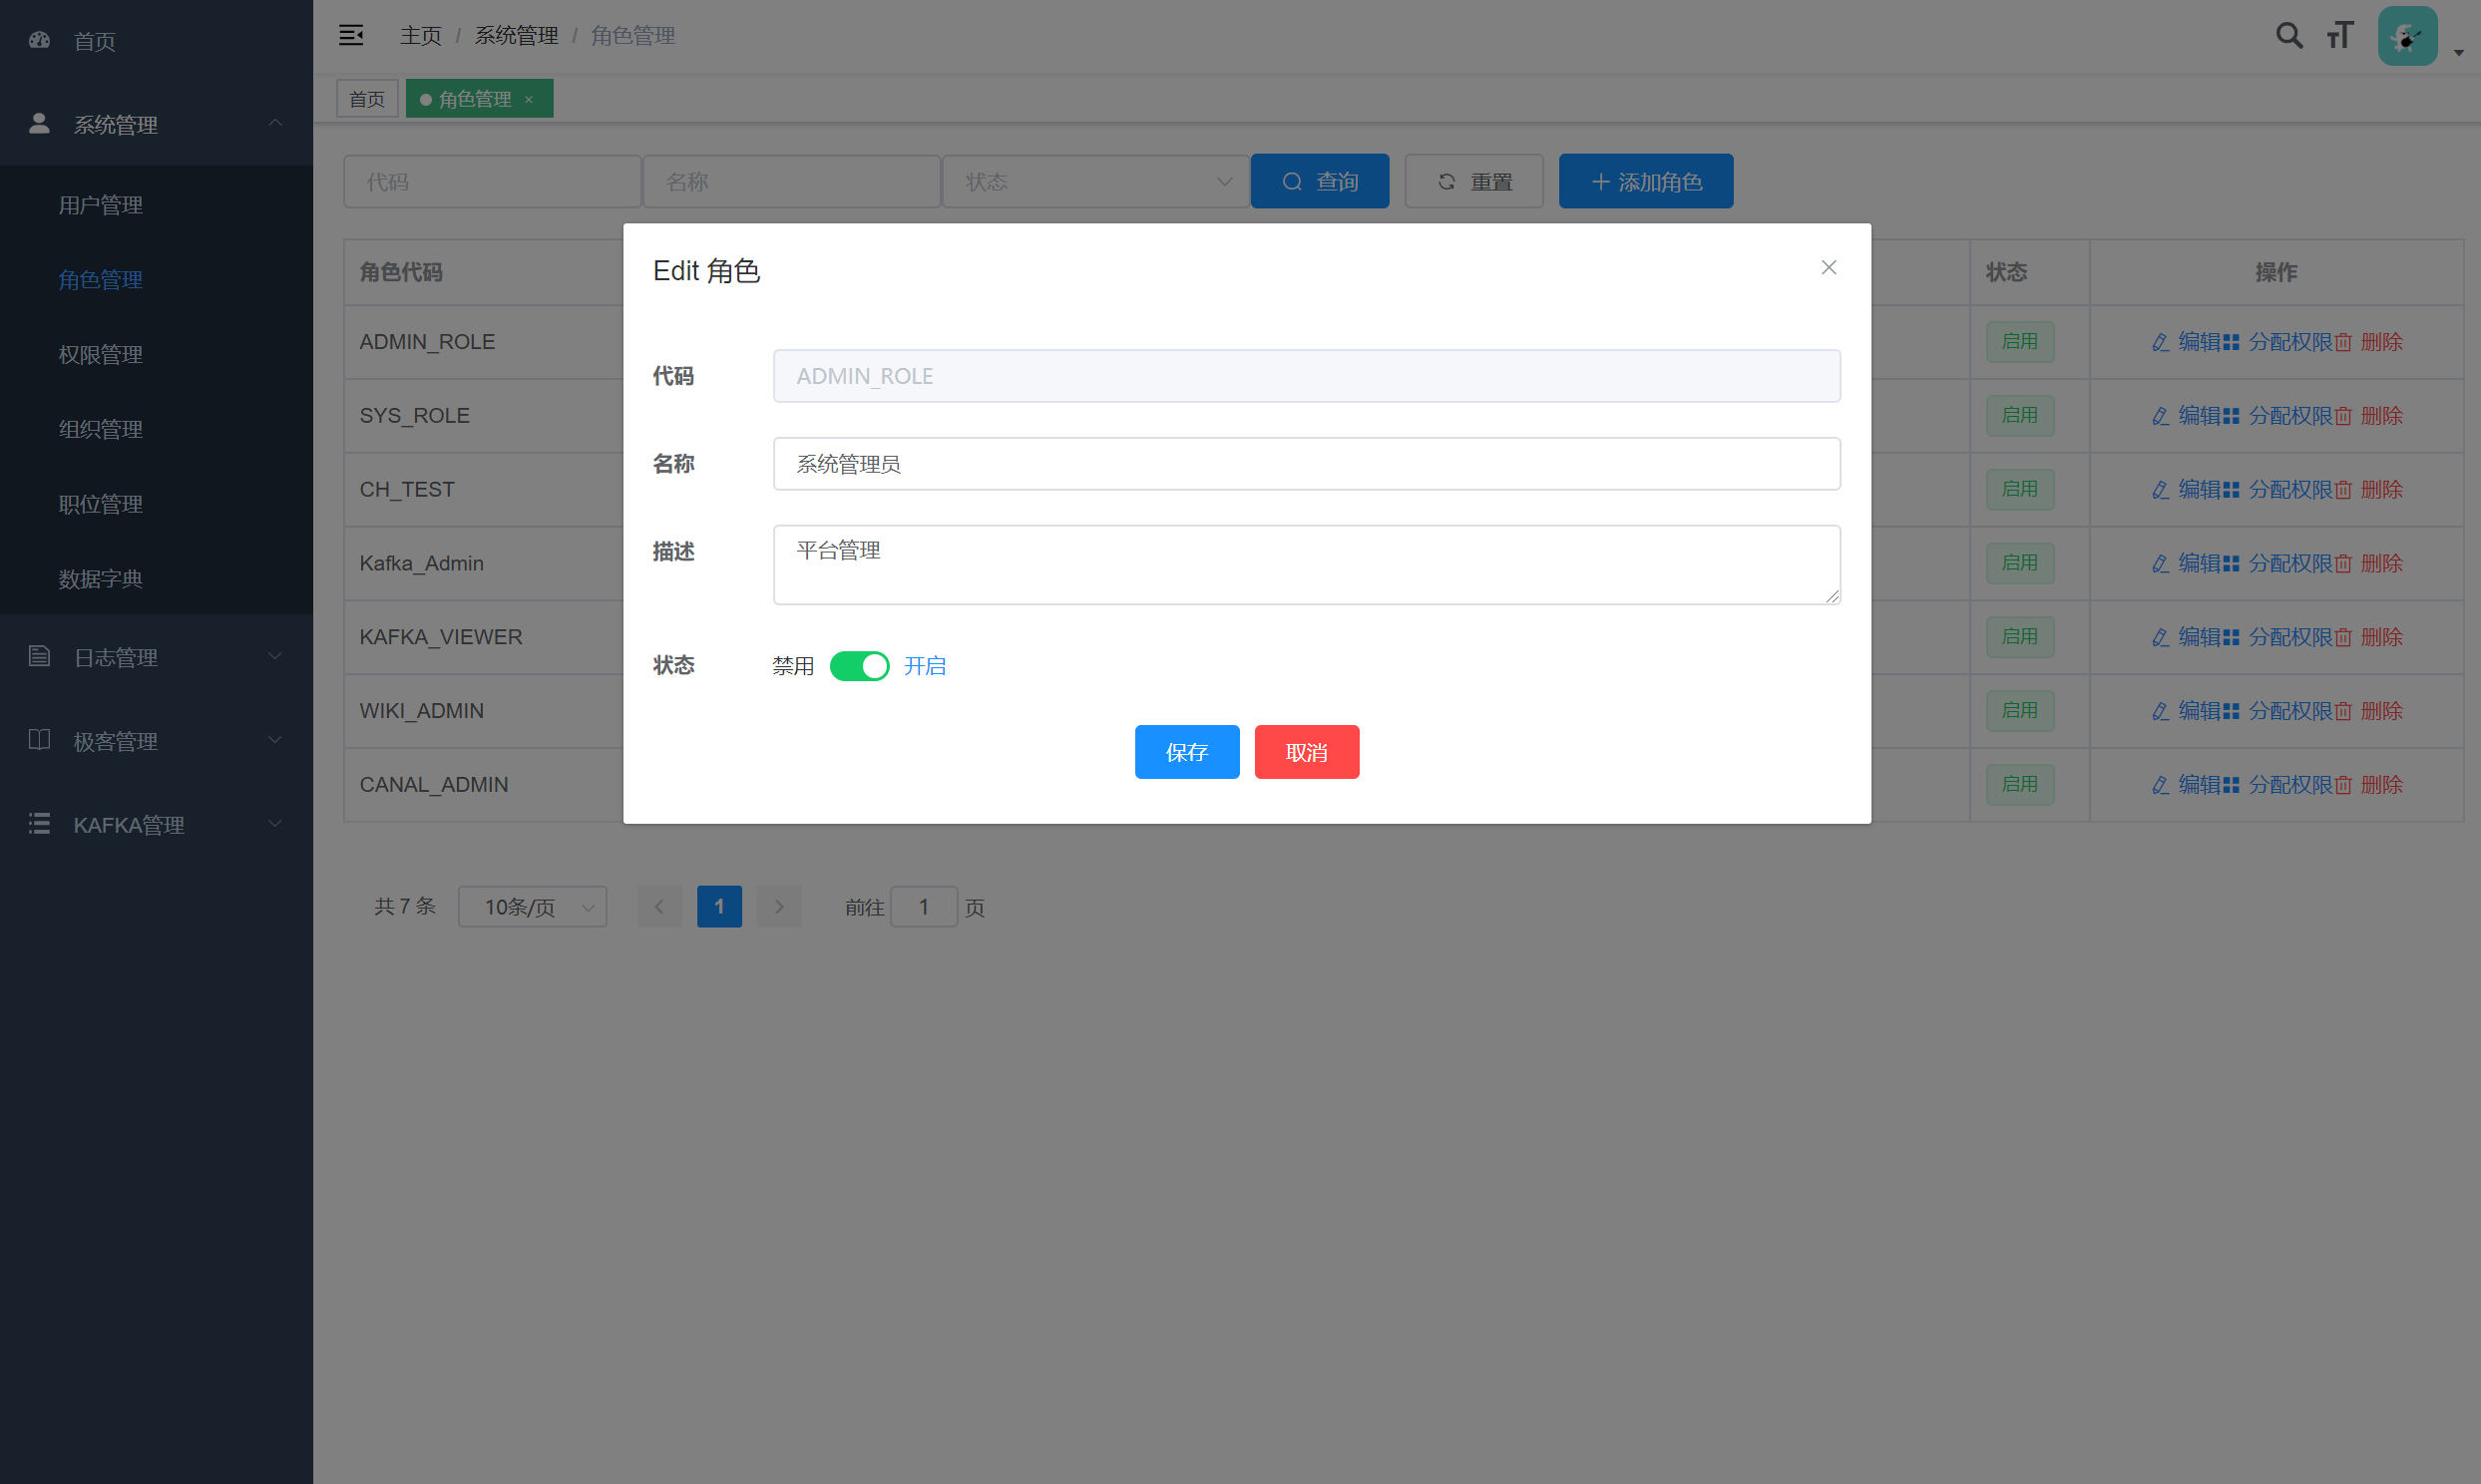 首页
系统管理
用户管理
角色管理
权限管理
组织管理
职位管理
数据字典
日志管理
极客管理
KAFKA管理
主页 / 系统管理 / 角色管理
首页 角色管理 ×
代码 名称 状态 查询 重置 添加角色
角色代码 状态 操作
ADMIN_ROLE 启用 编辑 分配权限 删除
SYS_ROLE 启用 编辑 分配权限 删除
CH_TEST 启用 编辑 分配权限 删除
Kafka_Admin 启用 编辑 分配权限 删除
KAFKA_VIEWER 启用 编辑 分配权限 删除
WIKI_ADMIN 启用 编辑 分配权限 删除
CANAL_ADMIN 启用 编辑 分配权限 删除
Edit 角色
代码 ADMIN_ROLE
名称 系统管理员
描述 平台管理
状态 禁用 开启
保存 取消
共 7 条 10条/页 1 前往 1 页